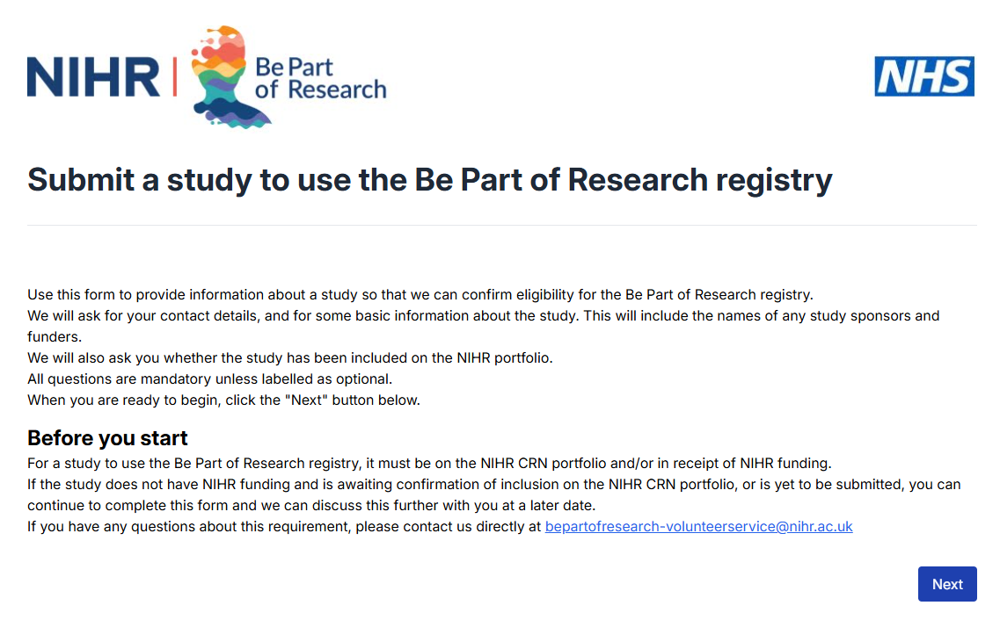 NIHR
Be Part
of Research
NHS
Submit a study to use the Be Part of Research registry
Use this form to provide information about a study so that we can confirm eligibility for the Be Part of Research registry.
We will ask for your contact details, and for some basic information about the study. This will include the names of any study sponsors and
funders.
We will also ask you whether the study has been included on the NIHR portfolio.
All questions are mandatory unless labelled as optional.
When you are ready to begin, click the "Next" button below.
Before you start
For a study to use the Be Part of Research registry, it must be on the NIHR CRN portfolio and/or in receipt of NIHR funding.
If the study does not have NIHR funding and is awaiting confirmation of inclusion on the NIHR CRN portfolio, or is yet to be submitted, you can
continue to complete this form and we can discuss this further with you at a later date.
If you have any questions about this requirement, please contact us directly at bepartofresearch-volunteerservice@nihr.ac.uk
Next